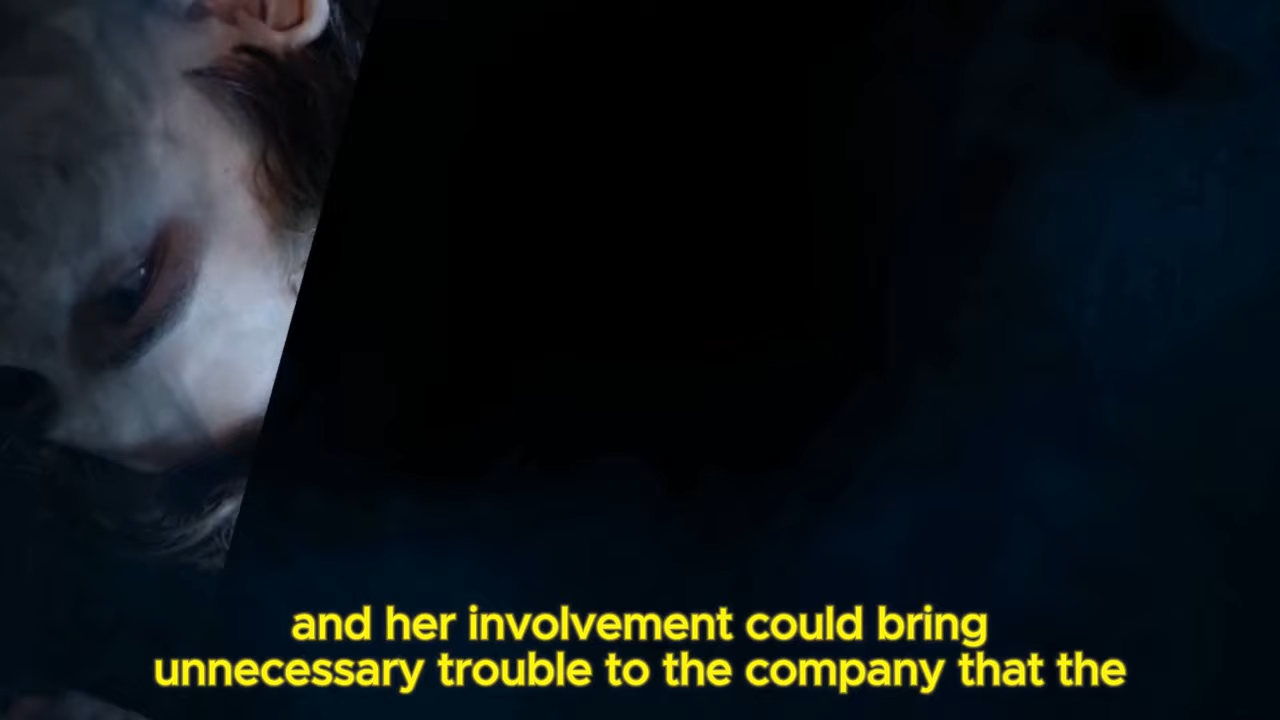 and her involvement could bring
unnecessary trouble to the company that the